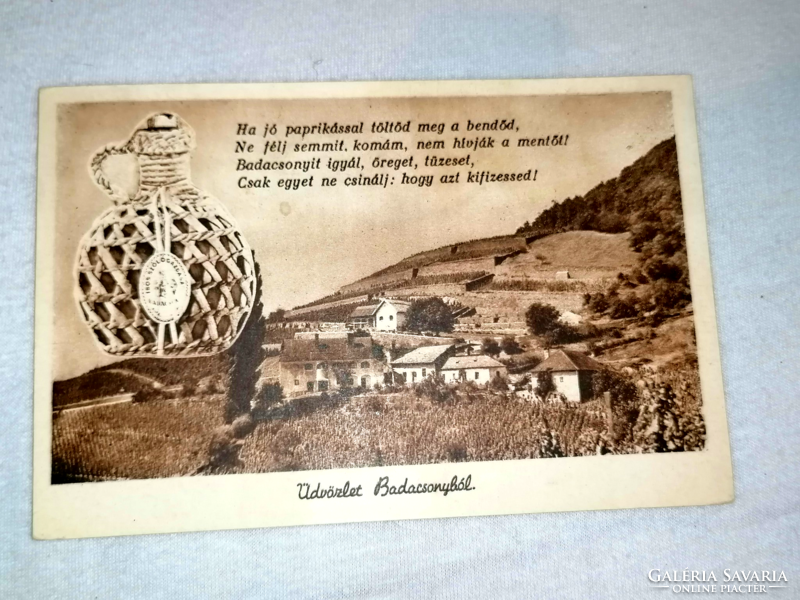 Ha jó paprikással töltöd meg a bendőd,
Ne félj semmit. komám, nem hívják a mentőt!
Badacsonyit igyál, öreget, tüzeset,
Csak egyet ne csinálj: hogy azt kifizessed!
Üdvözlet Badacsonyból.
GALÉRIA SAVARIA
ONLINE PIACTÉR